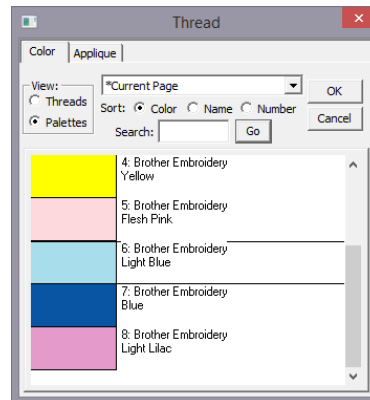 Thread
Color Applique
View: *Current Page OK
Threads Sort: Color Name Number
Palettes Search: Go Cancel
4: Brother Embroidery
Yellow
5: Brother Embroidery
Flesh Pink
6: Brother Embroidery
Light Blue
7: Brother Embroidery
Blue
8: Brother Embroidery
Light Lilac